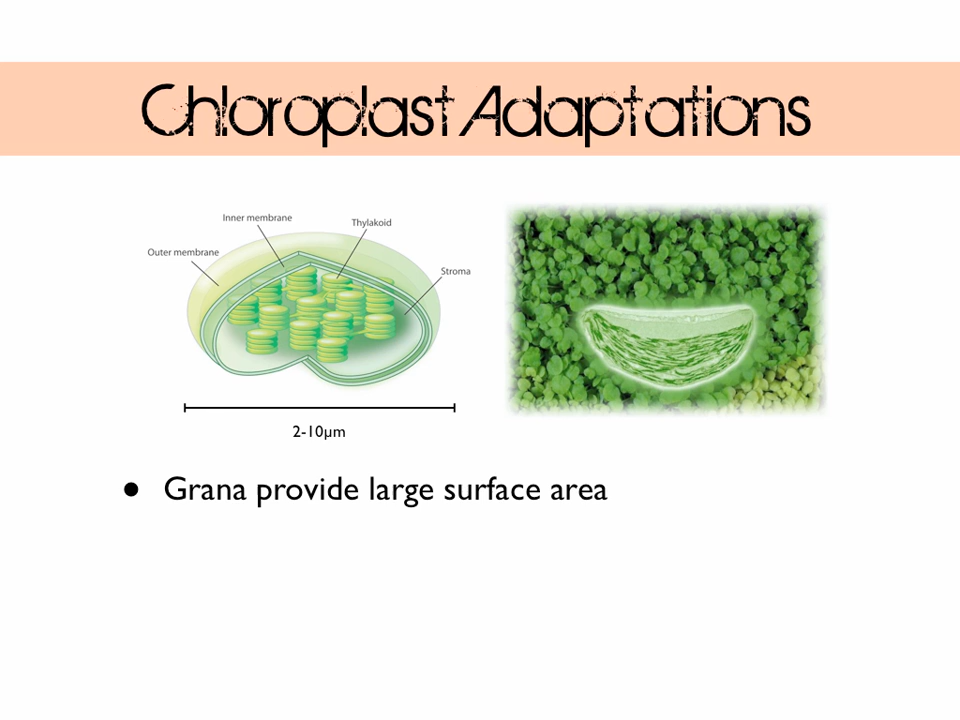 Chloroplast Adaptations
Inner membrane
Thylakoid
Outer membrane
Stroma
2-10µm
• Grana provide large surface area